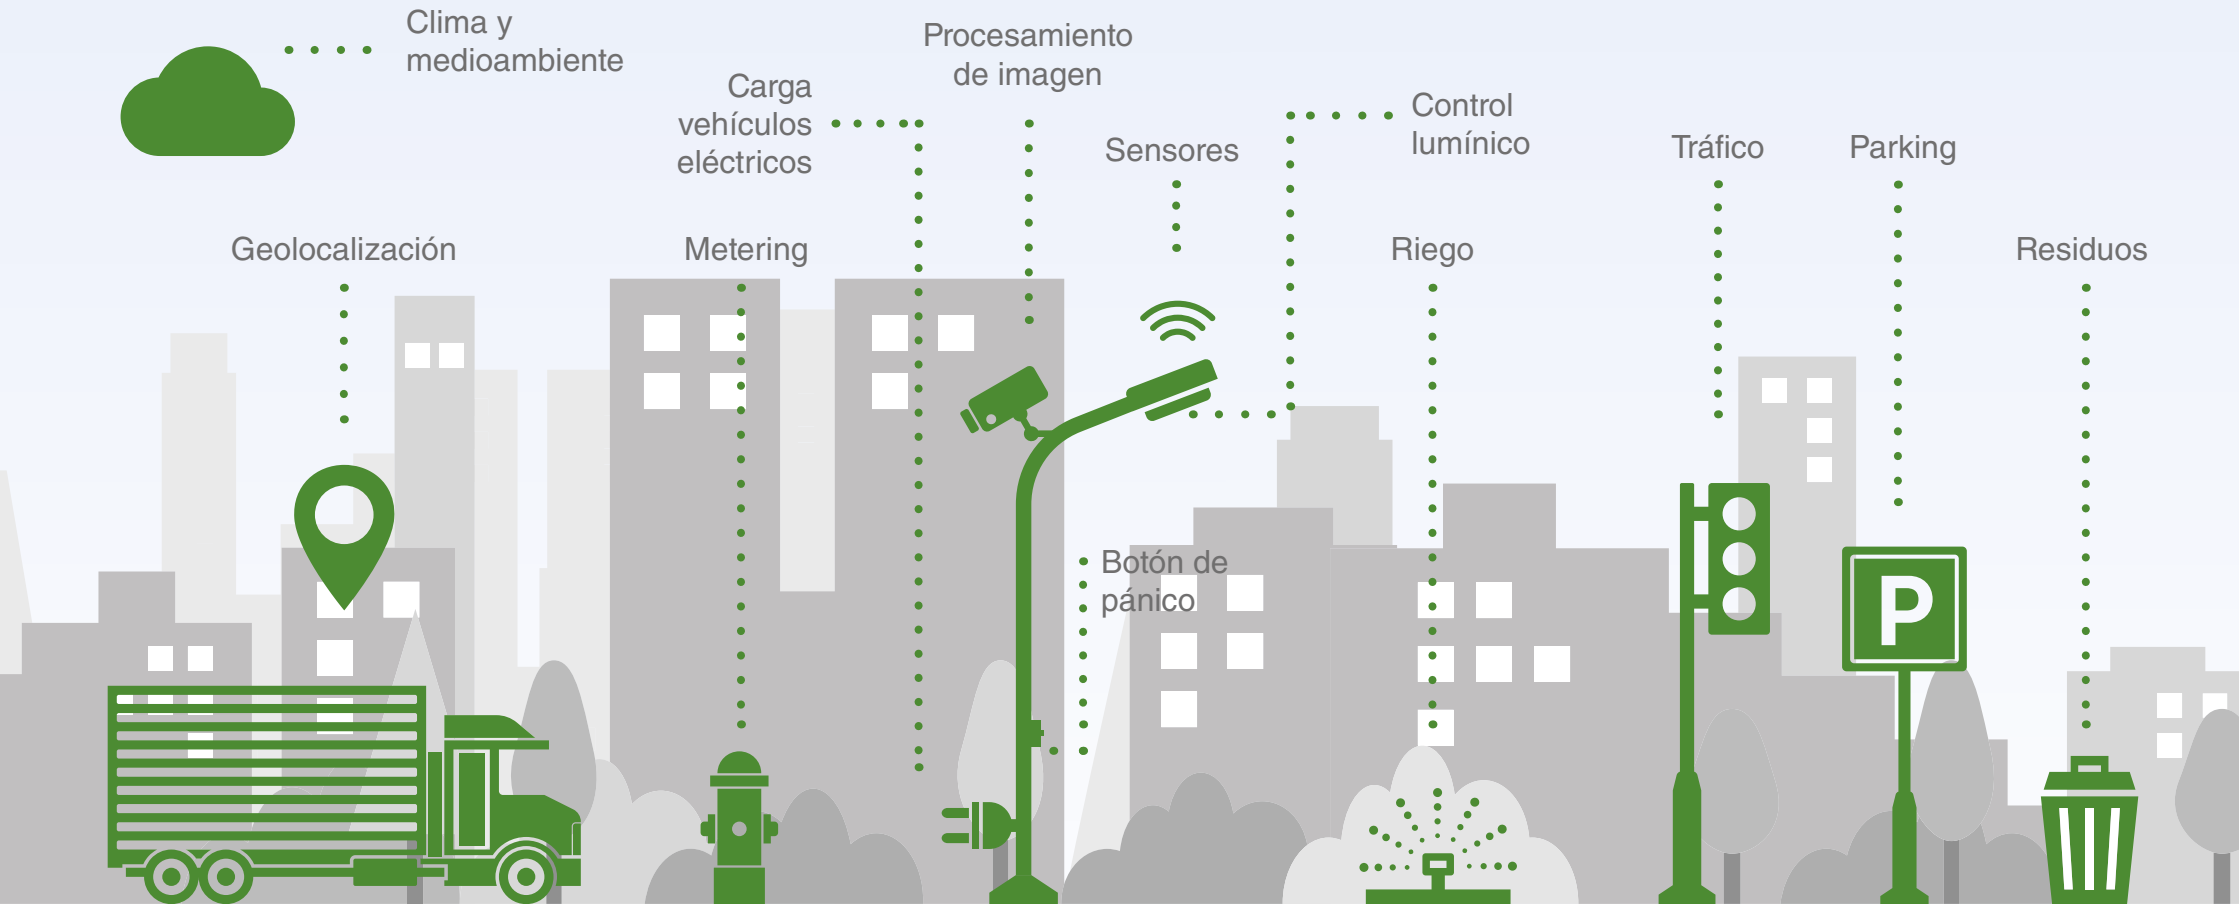 Clima y
medioambiente
Procesamiento
de imagen
Carga
vehículos
eléctricos
Control
lumínico
Sensores
Tráfico
Parking
Geolocalización
Metering
Riego
Residuos
Botón de
pánico
P